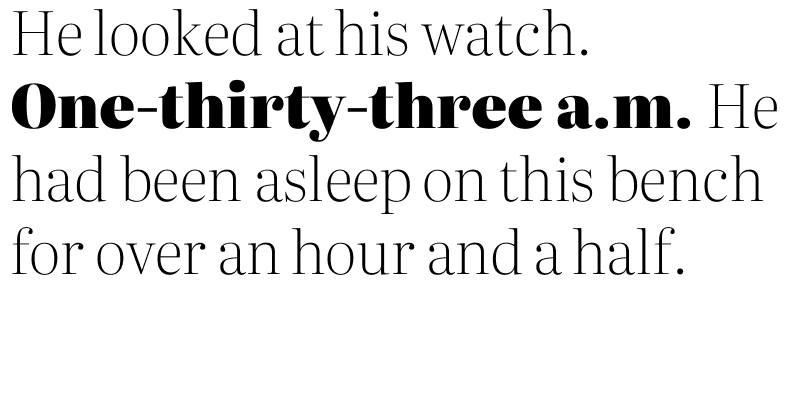 He looked at his watch.
One-thirty-three a.m. He
had been asleep on this bench
for over an hour and a half.